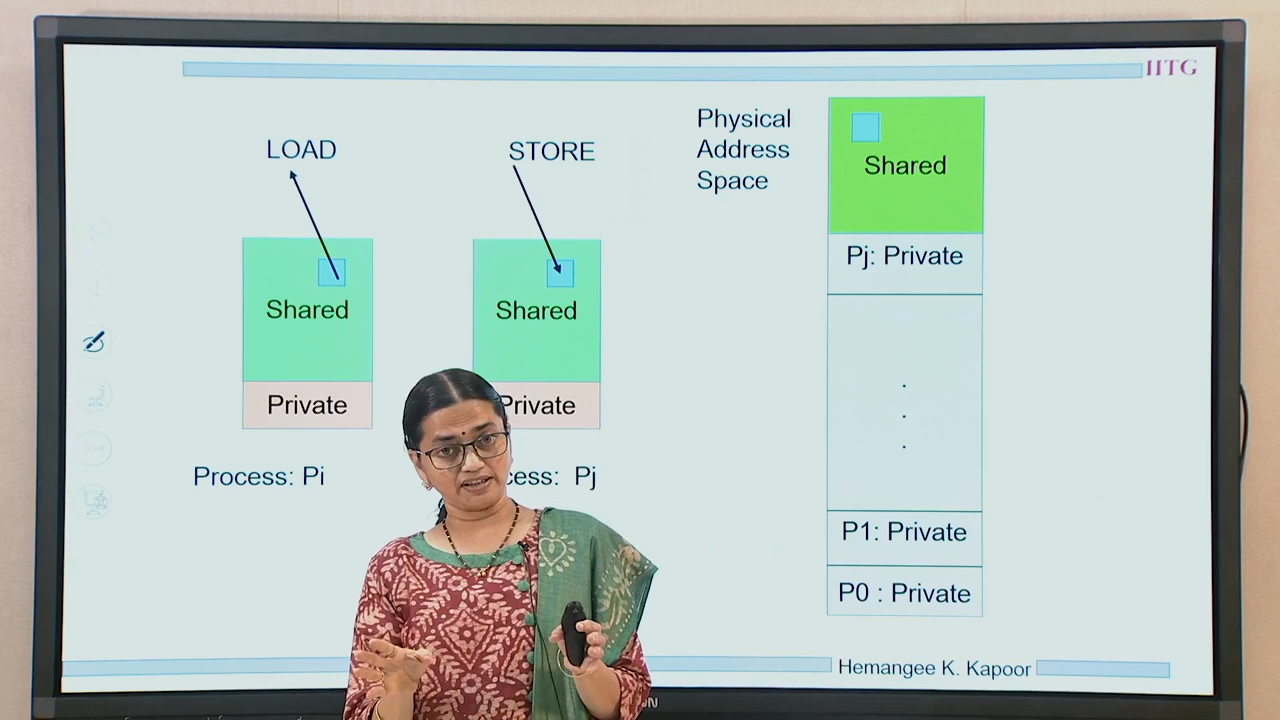 IITG
LOAD
STORE
Physical
Address
Space
Shared
Pj: Private
Shared
Shared
Private
Private
Process: Pi
cess: Pj
.
.
.
P1: Private
P0 : Private
Hemangee K. Kapoor